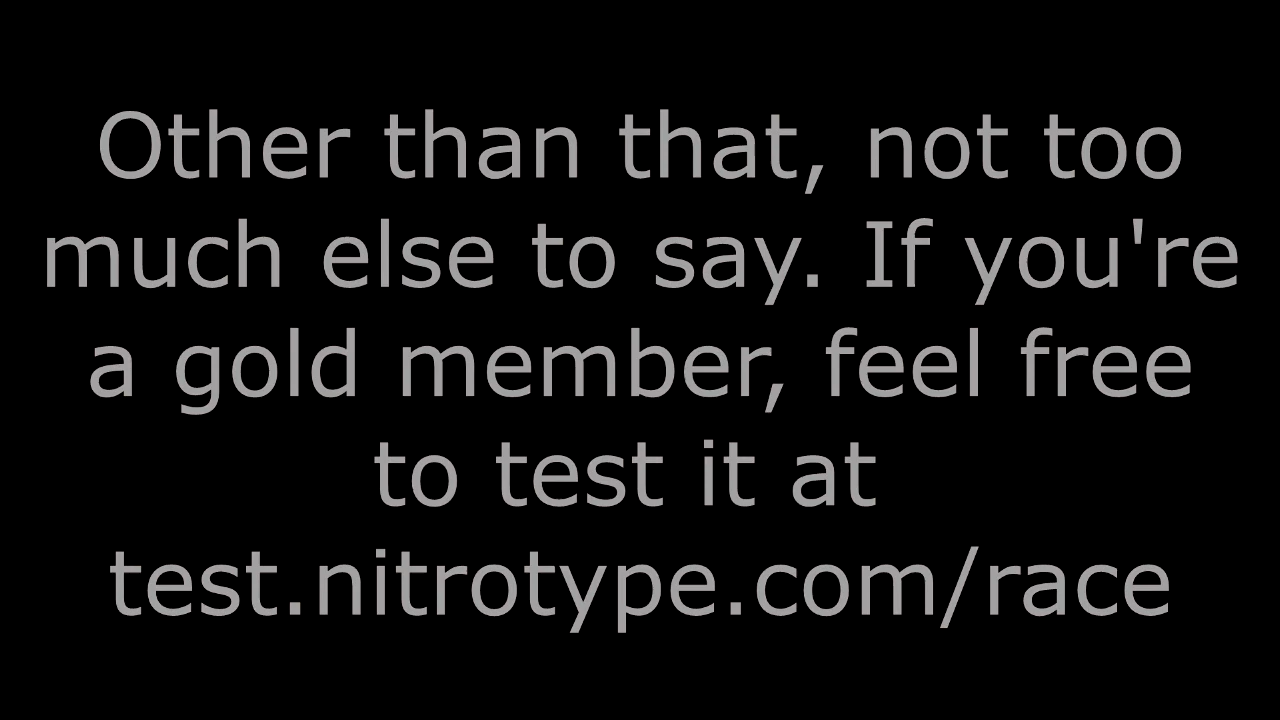 Other than that, not too
much else to say. If you're
a gold member, feel free
to test it at
test.nitrotype.com/race